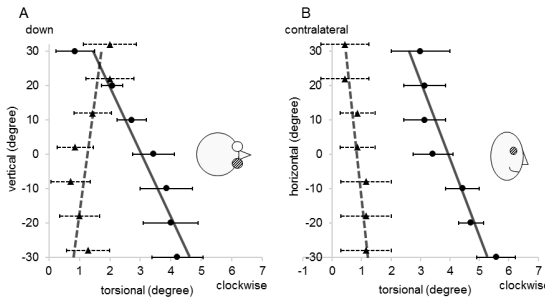 A
B
down
contralateral
30
20
10
0
-10
-20
-30
vertical (degree)
0 1 2 3 4 5 6 7
torsional (degree)
clockwise
30
20
10
0
-10
-20
-30
horizontal (degree)
-1 0 1 2 3 4 5 6 7
torsional (degree)
clockwise